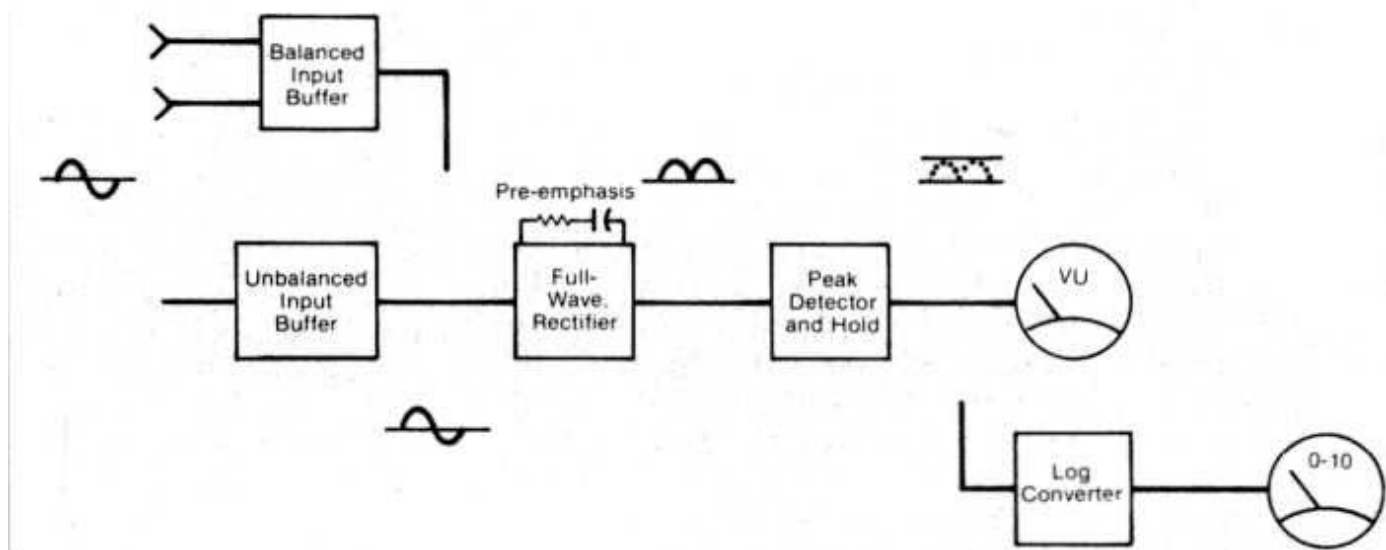 Balanced
Input
Buffer
Pre-emphasis
Unbalanced
Input
Buffer
Full-
Wave.
Rectifier
Peak
Detector
and Hold
VU
Log
Converter
0-10